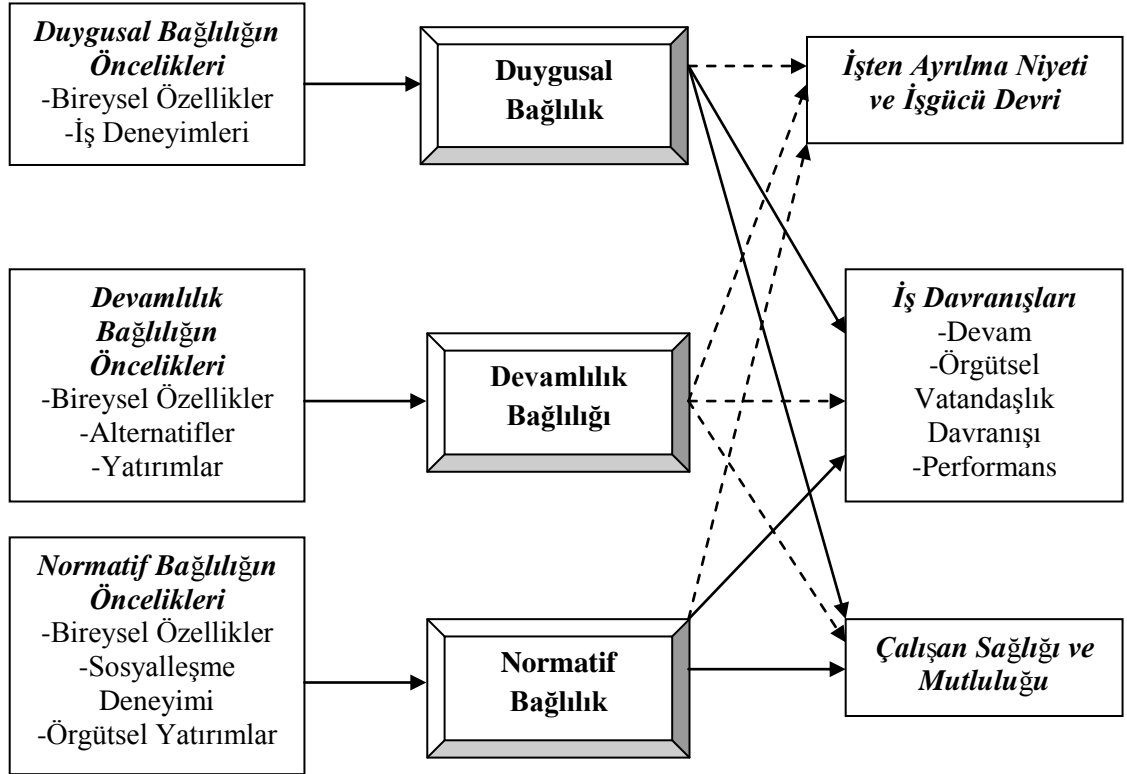 Duygusal Bağlılığın
Öncelikleri
-Bireysel Özellikler
-İş Deneyimleri
Duygusal
Bağlılık
İşten Ayrılma Niyeti
ve İşgücü Devri
Devamlılık
Bağlılığın
Öncelikleri
-Bireysel Özellikler
-Alternatifler
-Yatırımlar
Devamlılık
Bağlılığı
İş Davranışları
-Devam
-Örgütsel
Vatandaşlık
Davranışı
-Performans
Normatif Bağlılığın
Öncelikleri
-Bireysel Özellikler
-Sosyalleşme
Deneyimi
-Örgütsel Yatırımlar
Normatif
Bağlılık
Çalışan Sağlığı ve
Mutluluğu